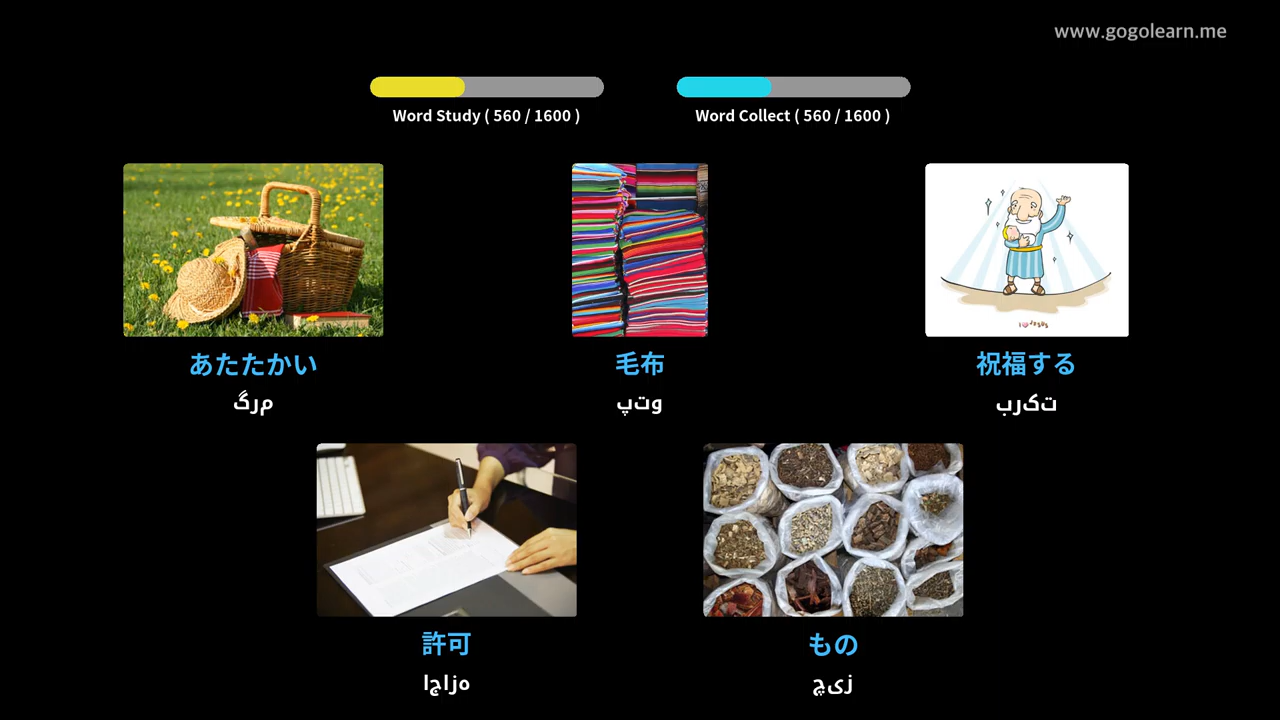 www.gogolearn.me
Word Study ( 560 / 1600 )
Word Collect ( 560 / 1600 )
あたたかい
گرم
毛布
پتو
祝福する
برکت
I ❤ JESUS
許可
اجازه
もの
چیز